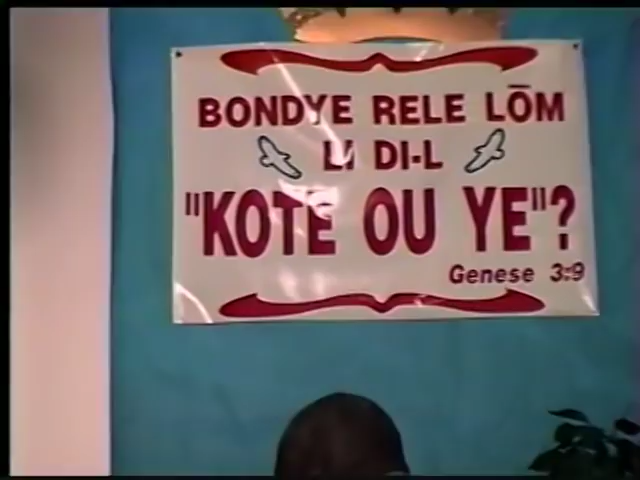 BONDYE RELE LŌM
LI DI-L
"KOTE OU YE"?
Genese 3:9